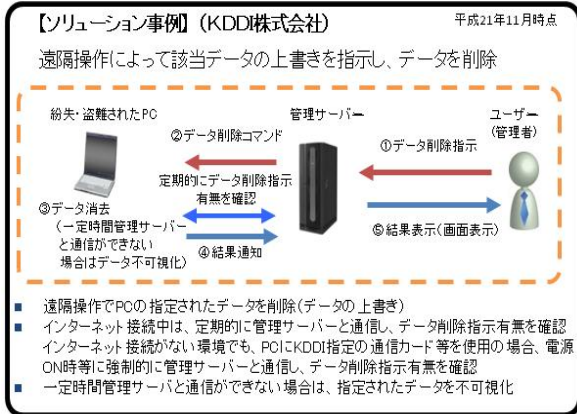 【ソリューション事例】(KDDI株式会社)
平成21年11月時点
遠隔操作によって該当データの上書きを指示し、データを削除
紛失・盗難されたPC
管理サーバー
ユーザー
(管理者)
②データ削除コマンド
①データ削除指示
定期的にデータ削除指示
有無を確認
③データ消去
(一定時間管理サーバー
と通信ができない
場合はデータ不可視化)
④結果通知
⑤結果表示(画面表示)
■ 遠隔操作でPCの指定されたデータを削除(データの上書き)
■ インターネット接続中は、定期的に管理サーバーと通信し、データ削除指示有無を確認
インターネット接続がない環境でも、PCにKDDI指定の通信カード等を使用の場合、電源
ON時等に強制的に管理サーバーと通信し、データ削除指示有無を確認
■ 一定時間管理サーバと通信ができない場合は、指定されたデータを不可視化